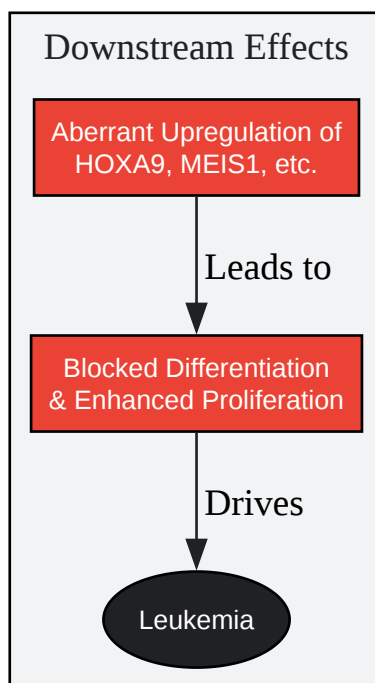 Downstream Effects
Aberrant Upregulation of
HOXA9, MEIS1, etc.
Leads to
Blocked Differentiation
& Enhanced Proliferation
Drives
Leukemia